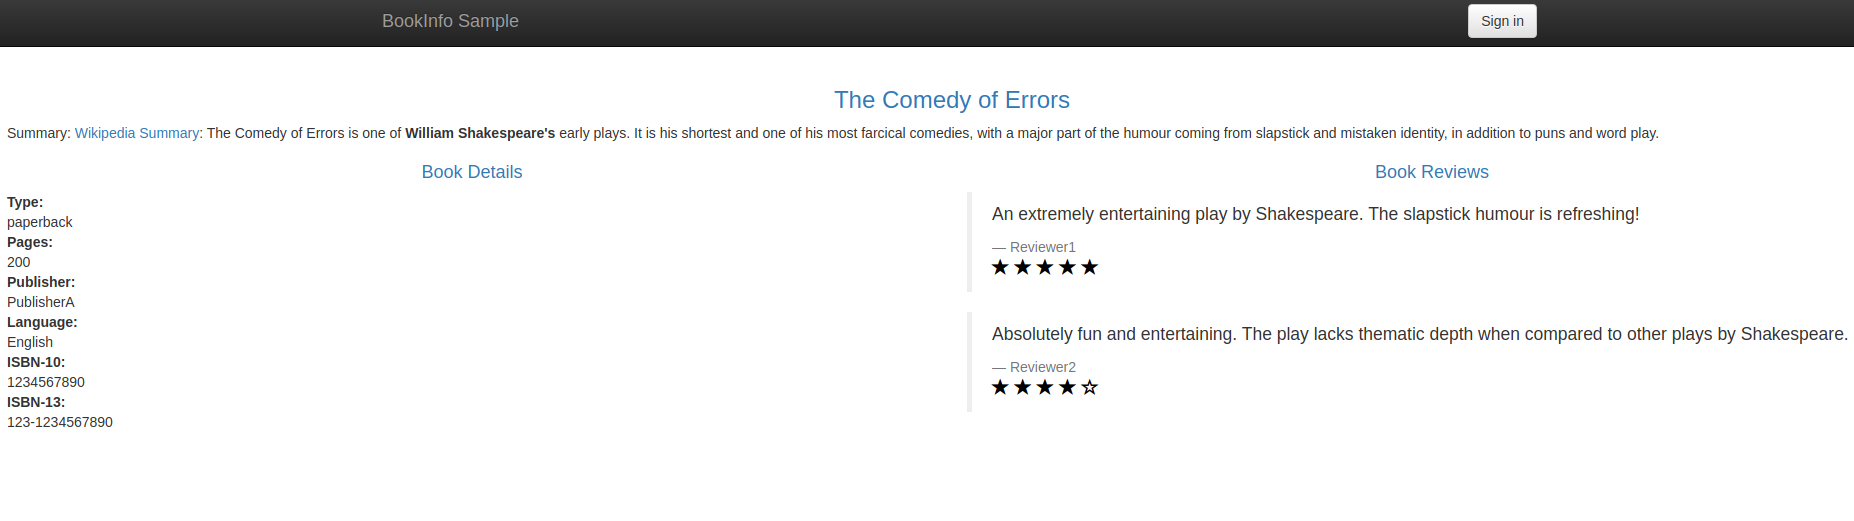 BookInfo Sample
Sign in
The Comedy of Errors
Summary: Wikipedia Summary: The Comedy of Errors is one of William Shakespeare's early plays. It is his shortest and one of his most farcical comedies, with a major part of the humour coming from slapstick and mistaken identity, in addition to puns and word play.
Book Details
Type:
paperback
Pages:
200
Publisher:
PublisherA
Language:
English
ISBN-10:
1234567890
ISBN-13:
123-1234567890
Book Reviews
An extremely entertaining play by Shakespeare. The slapstick humour is refreshing!
— Reviewer1
★★★★★
Absolutely fun and entertaining. The play lacks thematic depth when compared to other plays by Shakespeare.
— Reviewer2
★★★★☆